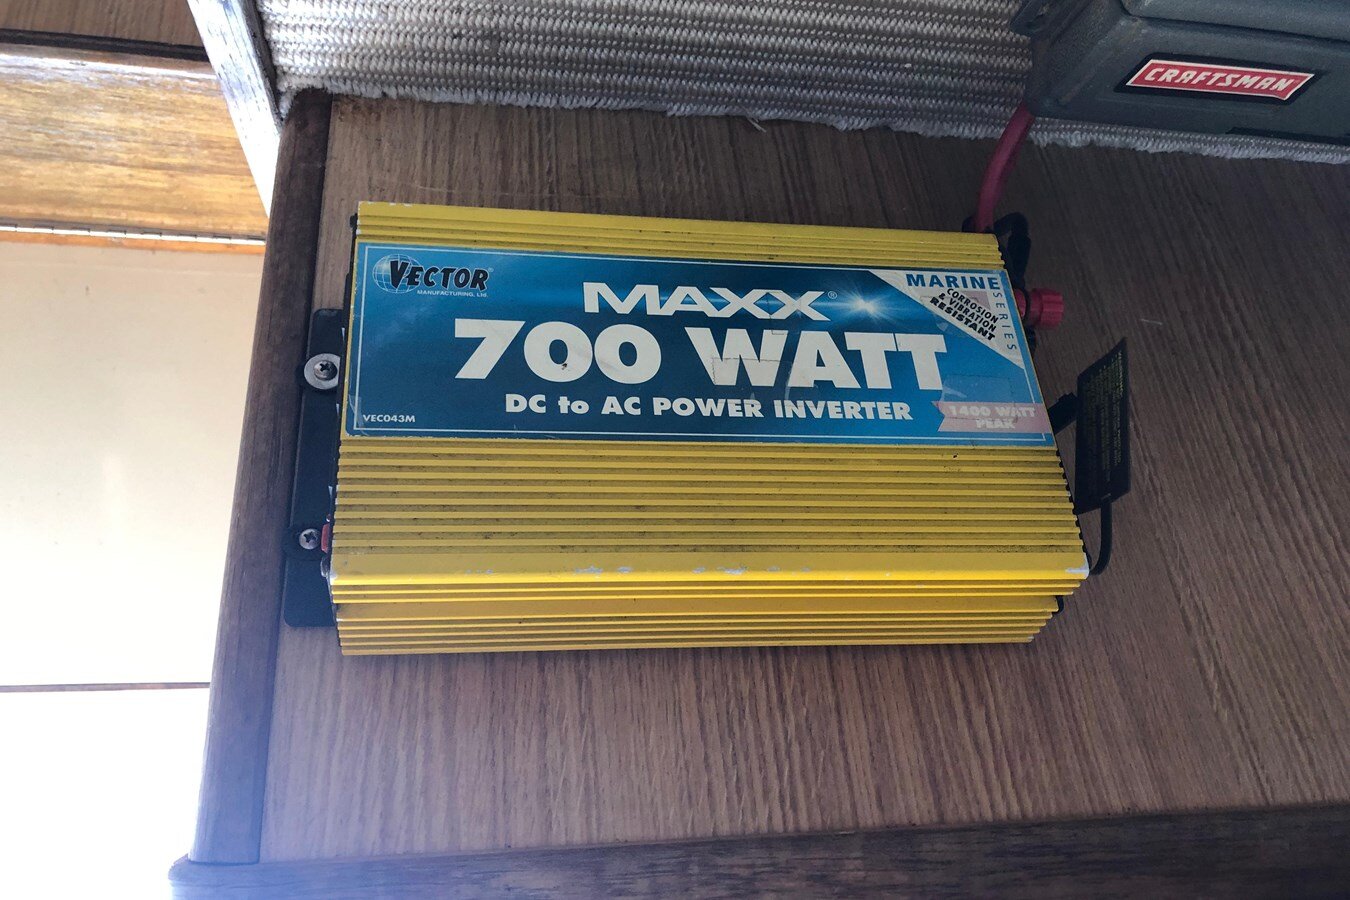 CRAFTSMAN
VECTOR®
MANUFACTURING, Ltd.
MAXX®
700 WATT
DC to AC POWER INVERTER
VEC043M
MARINE
SERIES
CORROSION
& VIBRATION
RESISTANT
1400 WATT
PEAK